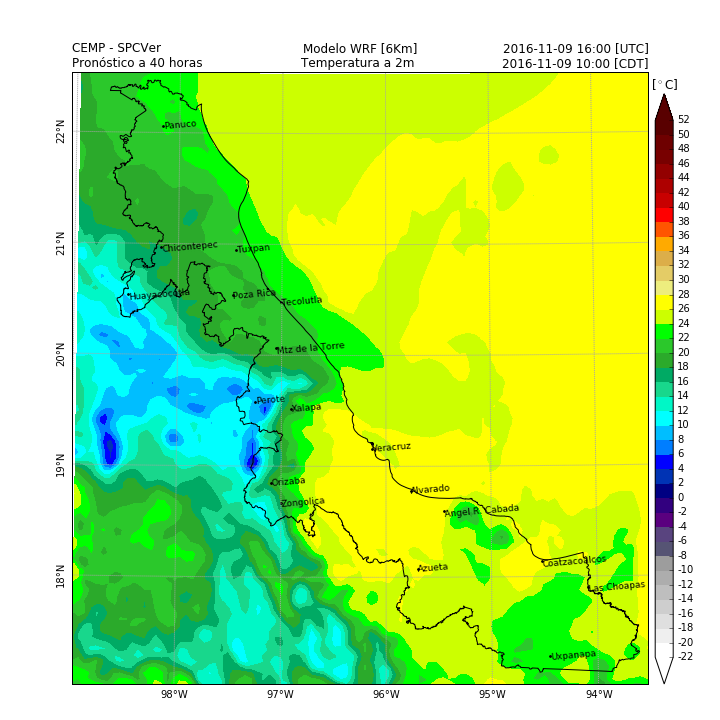 CEMP - SPCVer Modelo WRF [6Km] 2016-11-09 16:00 [UTC]
Pronóstico a 40 horas Temperatura a 2m 2016-11-09 10:00 [CDT]
[°C]
52
50
48
46
44
42
40
38
36
34
32
30
28
26
24
22
20
18
16
14
12
10
8
6
4
2
0
-2
-4
-6
-8
-10
-12
-14
-16
-18
-20
-22
22°N
21°N
20°N
19°N
18°N
Panuco
Chicontepec
Tuxpan
Huayacocotla
Poza Rica
Tecolutla
Mtz de la Torre
Perote
Xalapa
Veracruz
Orizaba
Alvarado
Zongolica
Angel R. Cabada
Azueta
Coatzacoalcos
Las Choapas
Uxpanapa
98°W 97°W 96°W 95°W 94°W